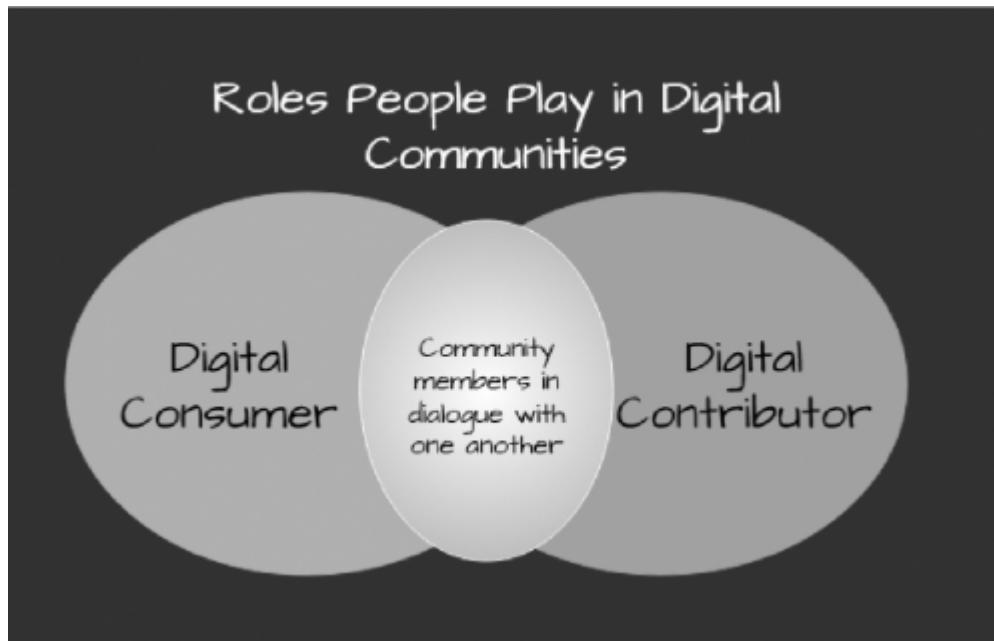 Roles People Play in Digital
Communities
Digital
Consumer
Community
members in
dialogue with
one another
Digital
Contributor